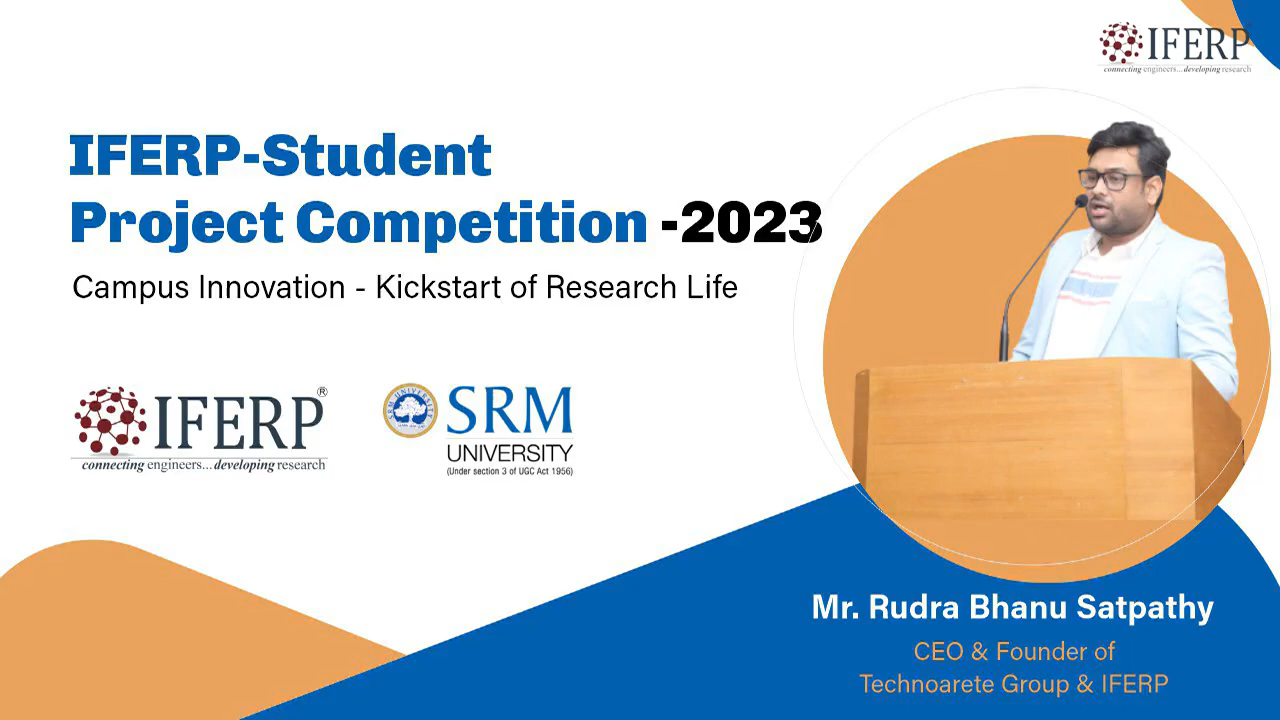 IFERP
connecting engineers...developing research
IFERP-Student
Project Competition -2023
Campus Innovation - Kickstart of Research Life
IFERP®
connecting engineers...developing research
SRM UNIVERSITY
SRM
UNIVERSITY
(Under section 3 of UGC Act 1956)
Mr. Rudra Bhanu Satpathy
CEO & Founder of
Technoarete Group & IFERP